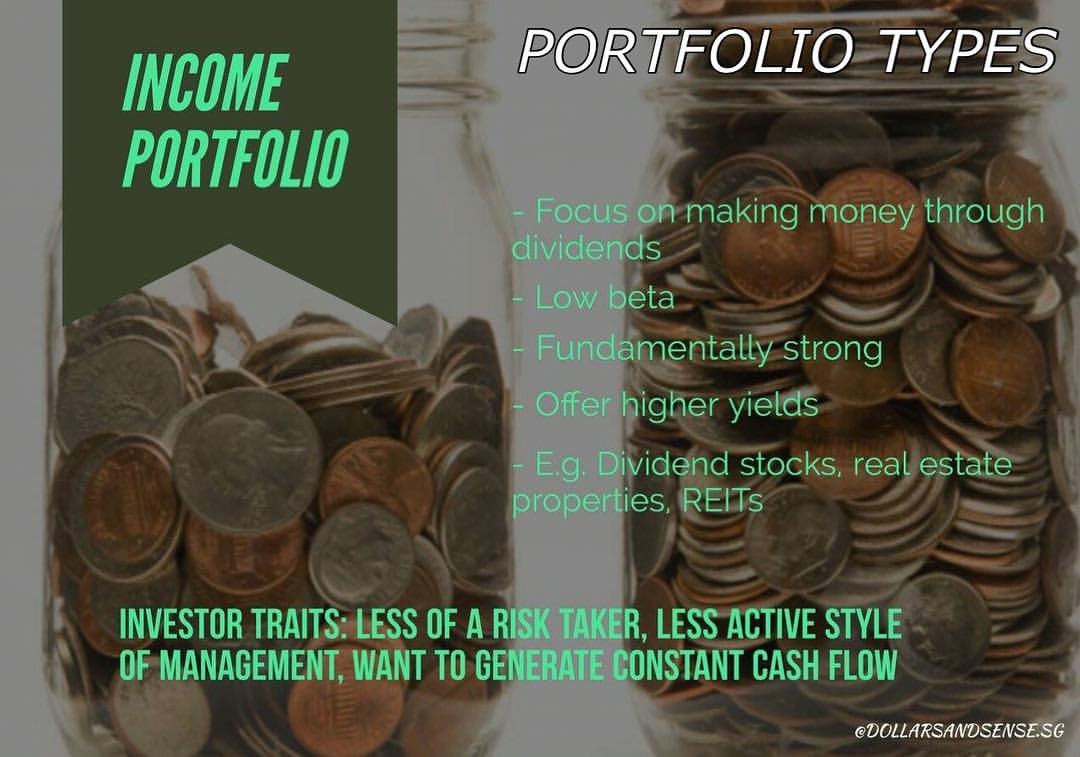 PORTFOLIO TYPES
INCOME
PORTFOLIO
- Focus on making money through
dividends
- Low beta
- Fundamentally strong
- Offer higher yields
- E.g. Dividend stocks, real estate
properties, REITs
INVESTOR TRAITS: LESS OF A RISK TAKER, LESS ACTIVE STYLE
OF MANAGEMENT, WANT TO GENERATE CONSTANT CASH FLOW
@DOLLARSANDSENSE.SG